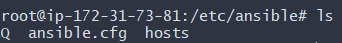 root@ip-172-31-73-81:/etc/ansible# ls
Q  ansible.cfg  hosts